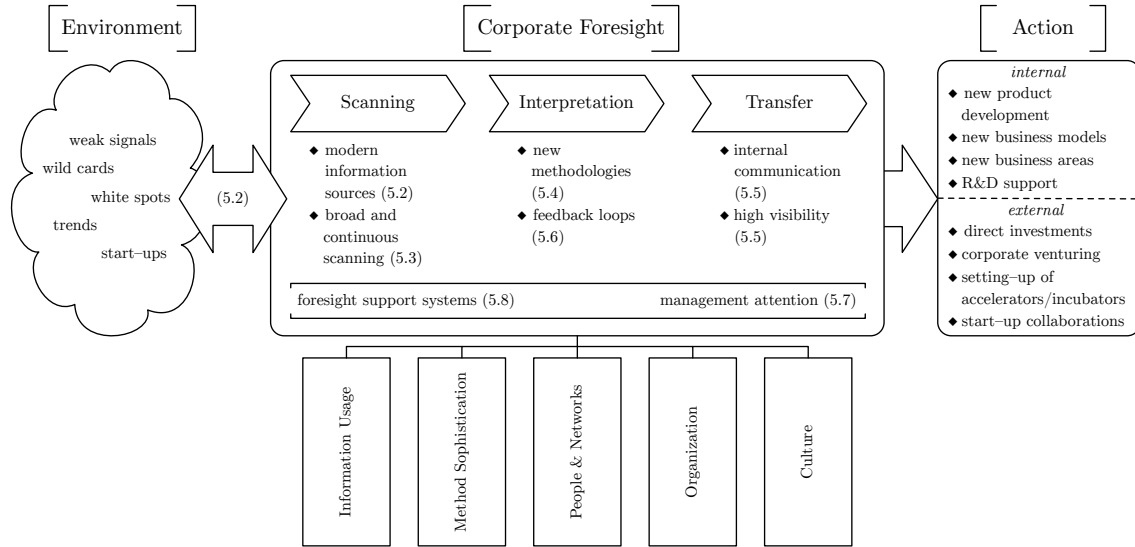 Environment
Corporate Foresight
Action
weak signals
wild cards
white spots
trends
start–ups
(5.2)
Scanning
◆ modern
information
sources (5.2)
◆ broad and
continuous
scanning (5.3)
Interpretation
◆ new
methodologies
(5.4)
◆ feedback loops
(5.6)
Transfer
◆ internal
communication
(5.5)
◆ high visibility
(5.5)
foresight support systems (5.8)
management attention (5.7)
internal
◆ new product
development
◆ new business models
◆ new business areas
◆ R&D support
external
◆ direct investments
◆ corporate venturing
◆ setting–up of
accelerators/incubators
◆ start–up collaborations
Information Usage
Method Sophistication
People & Networks
Organization
Culture